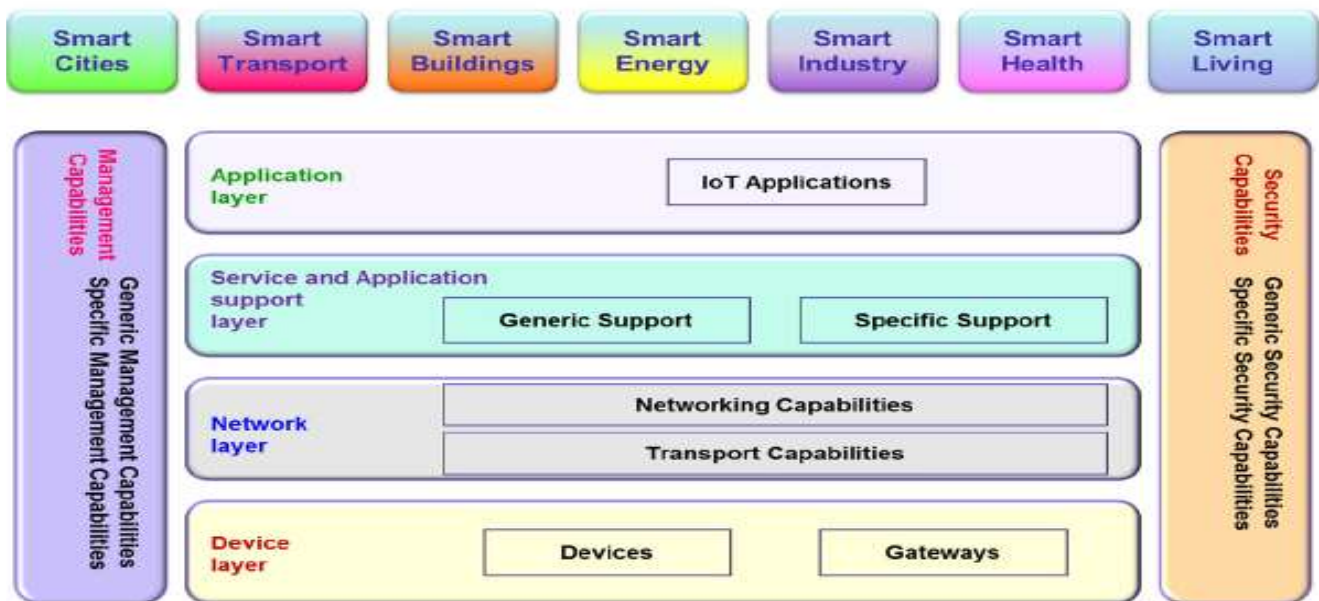 Smart
Cities
Smart
Transport
Smart
Buildings
Smart
Energy
Smart
Industry
Smart
Health
Smart
Living
Management
Capabilities
Generic Management Capabilities
Specific Management Capabilities
Application
layer
IoT Applications
Service and Application
support
layer
Generic Support
Specific Support
Network
layer
Networking Capabilities
Transport Capabilities
Device
layer
Devices
Gateways
Security
Capabilities
Generic Security Capabilities
Specific Security Capabilities